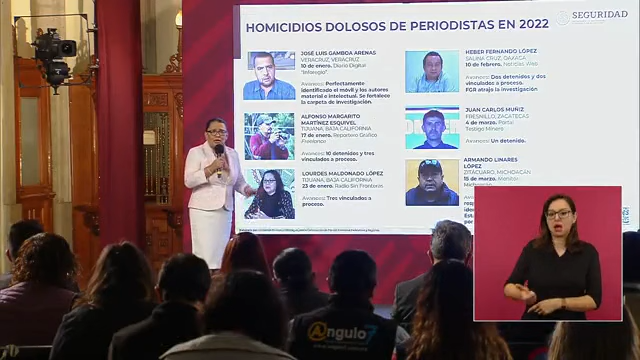 HOMICIDIOS DOLOSOS DE PERIODISTAS EN 2022
SEGURIDAD
JOSÉ LUIS GAMBOA ARENAS
VERACRUZ, VERACRUZ
10 de enero. Diario Digital
"Inforegio"
Avances: Perfectamente
identificado el móvil y los autores
material e intelectual. Se fortalece
la carpeta de investigación.
ALFONSO MARGARITO
MARTÍNEZ ESQUIVEL
TIJUANA, BAJA CALIFORNIA
17 de enero. Reportero Gráfico
Freelance
Avances: 10 detenidos y tres
vinculados a proceso.
LOURDES MALDONADO LÓPEZ
TIJUANA, BAJA CALIFORNIA
23 de enero. Radio Sin Fronteras
Avances: Tres vinculados a
proceso.
HEBER FERNANDO LÓPEZ
SALINA CRUZ, OAXACA
10 de febrero. Noticias Web
Avances: Dos detenidos y dos
vinculados a proceso.
FGR atrajo la investigación
JUAN CARLOS MUÑIZ
FRESNILLO, ZACATECAS
4 de marzo. Portal
Testigo Minero
Avances: Un detenido.
ARMANDO LINARES
LÓPEZ
ZITÁCUARO, MICHOACÁN
15 de marzo. Monitor
Michoacán
Angulo7